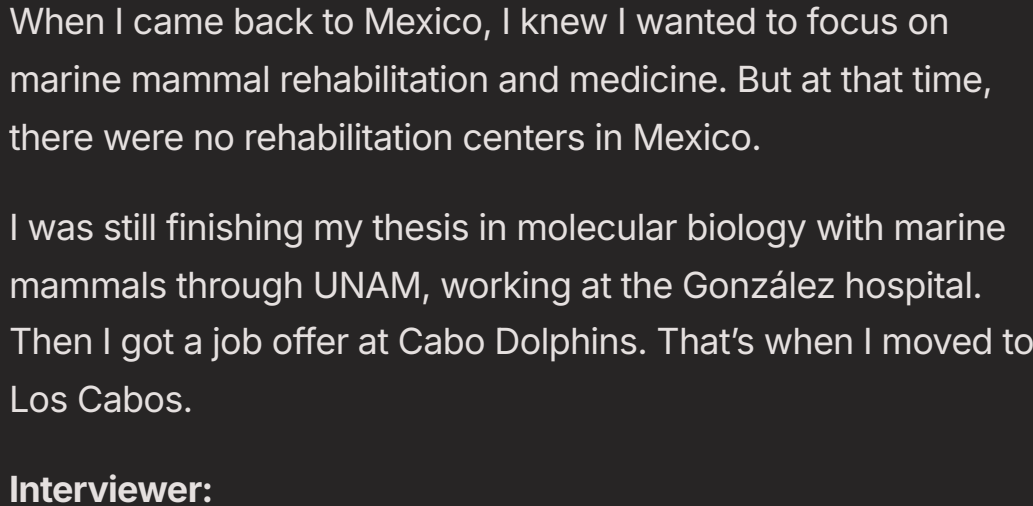 When I came back to Mexico, I knew I wanted to focus on
marine mammal rehabilitation and medicine. But at that time,
there were no rehabilitation centers in Mexico.
I was still finishing my thesis in molecular biology with marine
mammals through UNAM, working at the González hospital.
Then I got a job offer at Cabo Dolphins. That’s when I moved to
Los Cabos.
Interviewer: